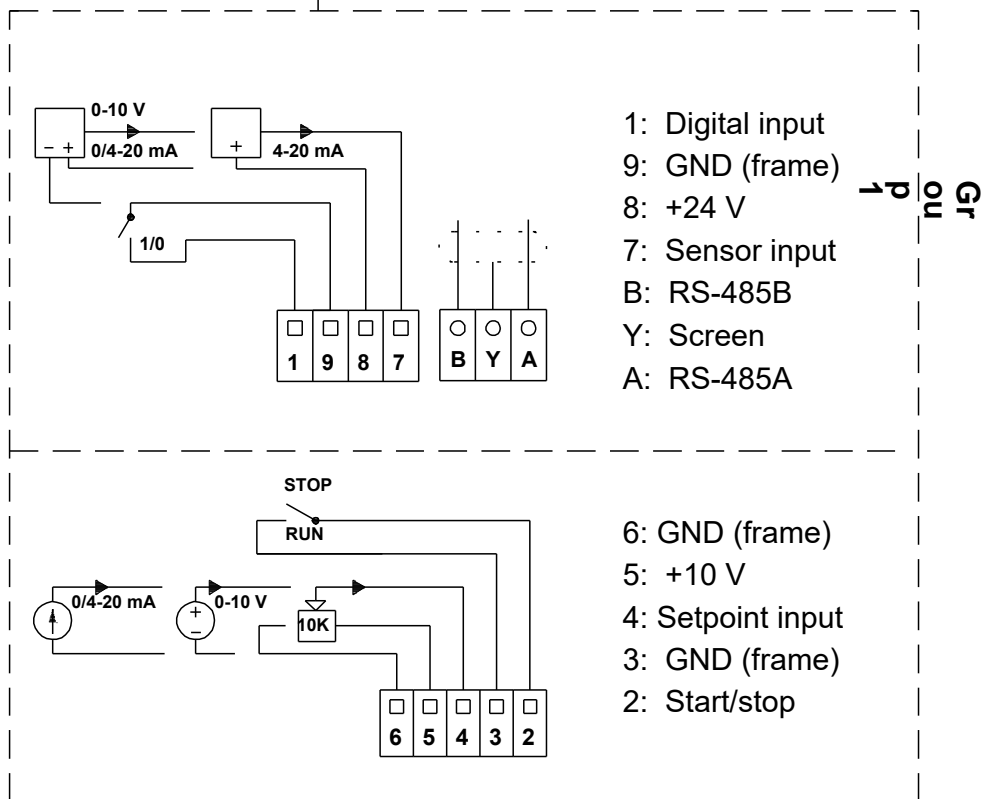 0-10 V
0/4-20 mA
- +
+
4-20 mA
1/0
1 9 8 7
B Y A
1: Digital input
9: GND (frame)
8: +24 V
7: Sensor input
B: RS-485B
Y: Screen
A: RS-485A
Gr
ou
p
1
STOP
RUN
0/4-20 mA
+
-
0-10 V
10K
6 5 4 3 2
6: GND (frame)
5: +10 V
4: Setpoint input
3: GND (frame)
2: Start/stop